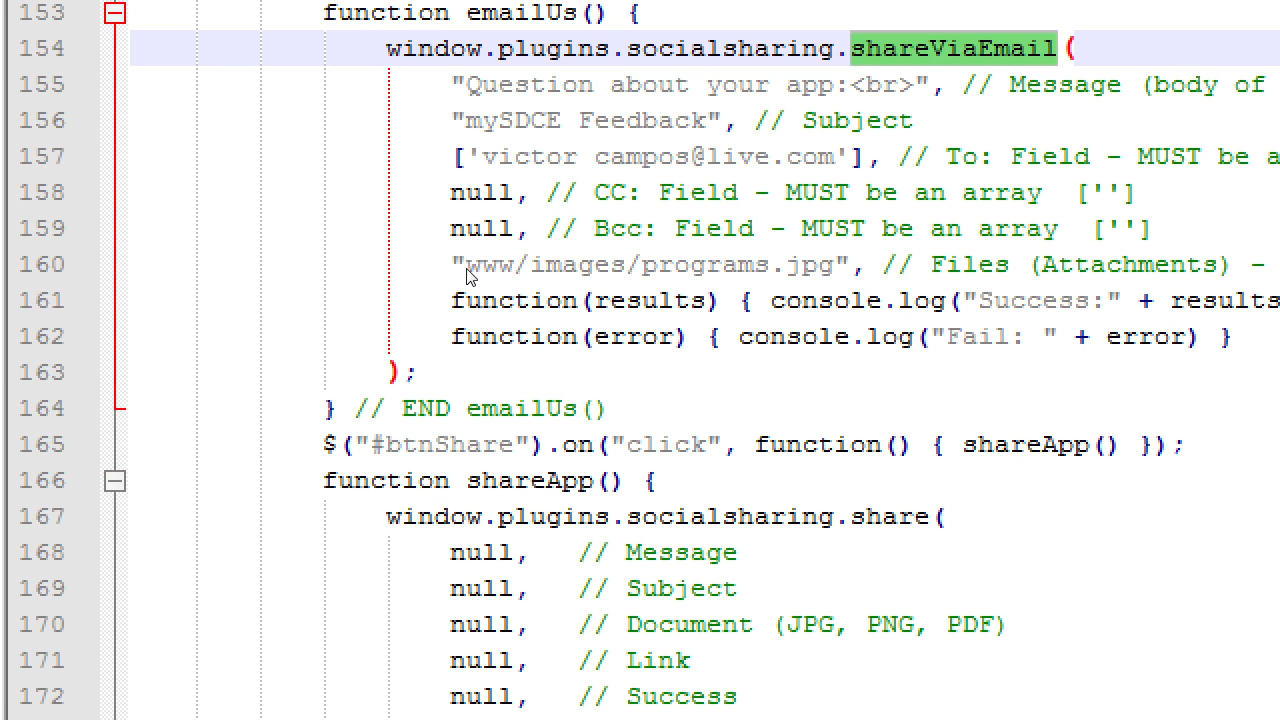 153 function emailUs() {
154 window.plugins.socialsharing.shareViaEmail(
155 "Question about your app:<br>", // Message (body of
156 "mySDCE Feedback", // Subject
157 ['victor campos@live.com'], // To: Field - MUST be a
158 null, // CC: Field - MUST be an array  ['']
159 null, // Bcc: Field - MUST be an array  ['']
160 "www/images/programs.jpg", // Files (Attachments) -
161 function(results) { console.log("Success:" + results
162 function(error) { console.log("Fail: " + error) }
163 );
164 } // END emailUs()
165 $("#btnShare").on("click", function() { shareApp() });
166 function shareApp() {
167 window.plugins.socialsharing.share(
168 null,   // Message
169 null,   // Subject
170 null,   // Document (JPG, PNG, PDF)
171 null,   // Link
172 null,   // Success